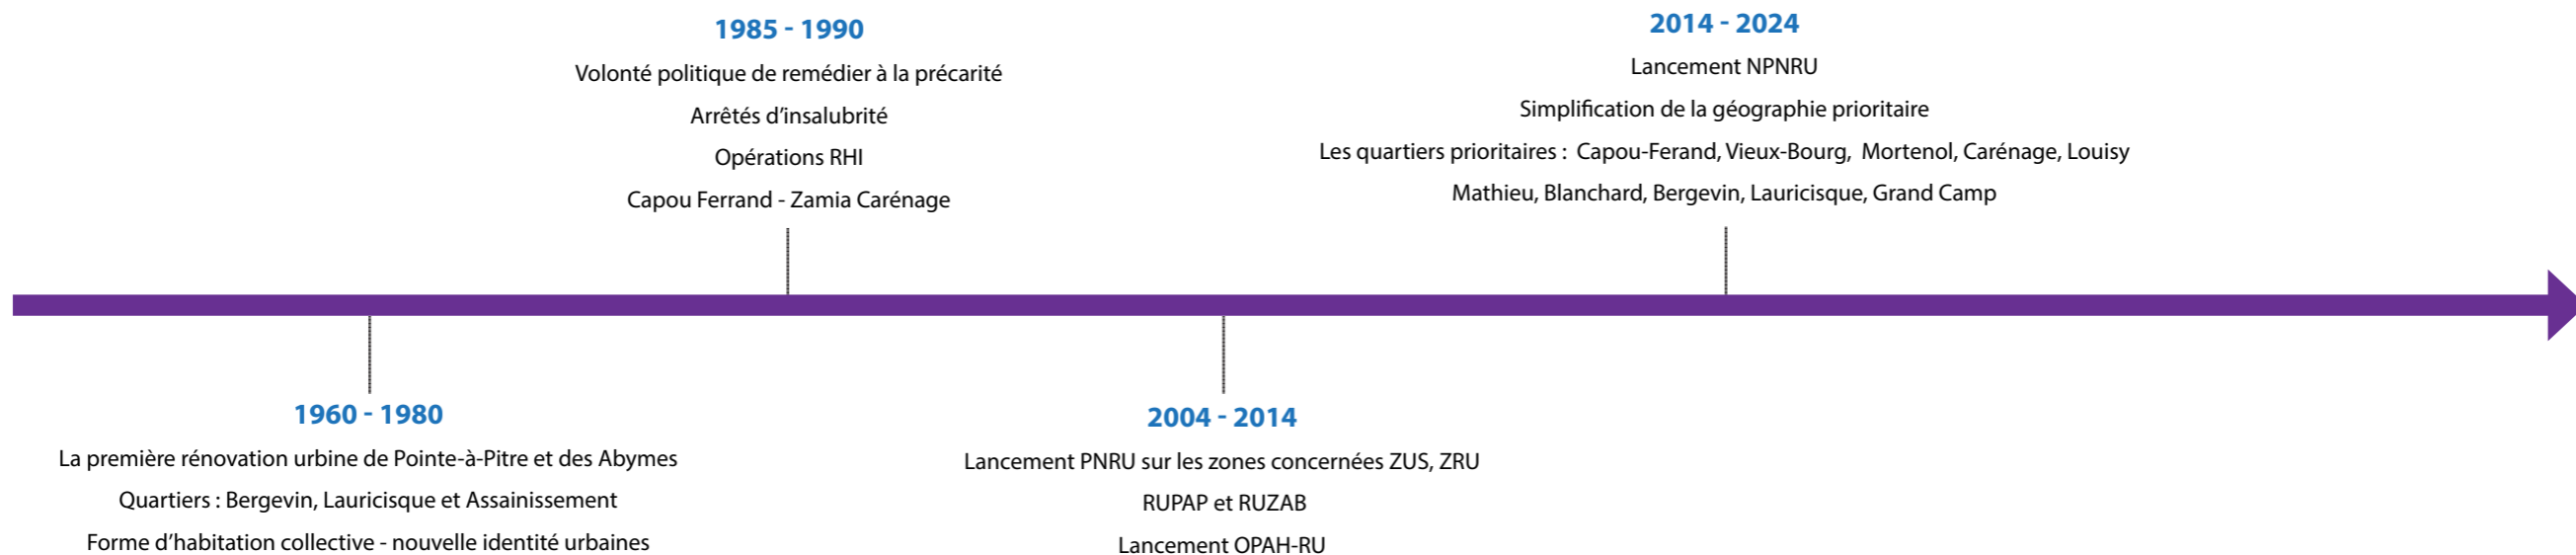 1985 - 1990
Volonté politique de remédier à la précarité
Arrêtés d'insalubrité
Opérations RHI
Capou Ferrand - Zamia Carénage
2014 - 2024
Lancement NPNRU
Simplification de la géographie prioritaire
Les quartiers prioritaires : Capou-Ferand, Vieux-Bourg, Mortenol, Carénage, Louisy
Mathieu, Blanchard, Bergevin, Lauricisque, Grand Camp
1960 - 1980
La première rénovation urbine de Pointe-à-Pitre et des Abymes
Quartiers : Bergevin, Lauricisque et Assainissement
Forme d'habitation collective - nouvelle identité urbaines
2004 - 2014
Lancement PNRU sur les zones concernées ZUS, ZRU
RUPAP et RUZAB
Lancement OPAH-RU